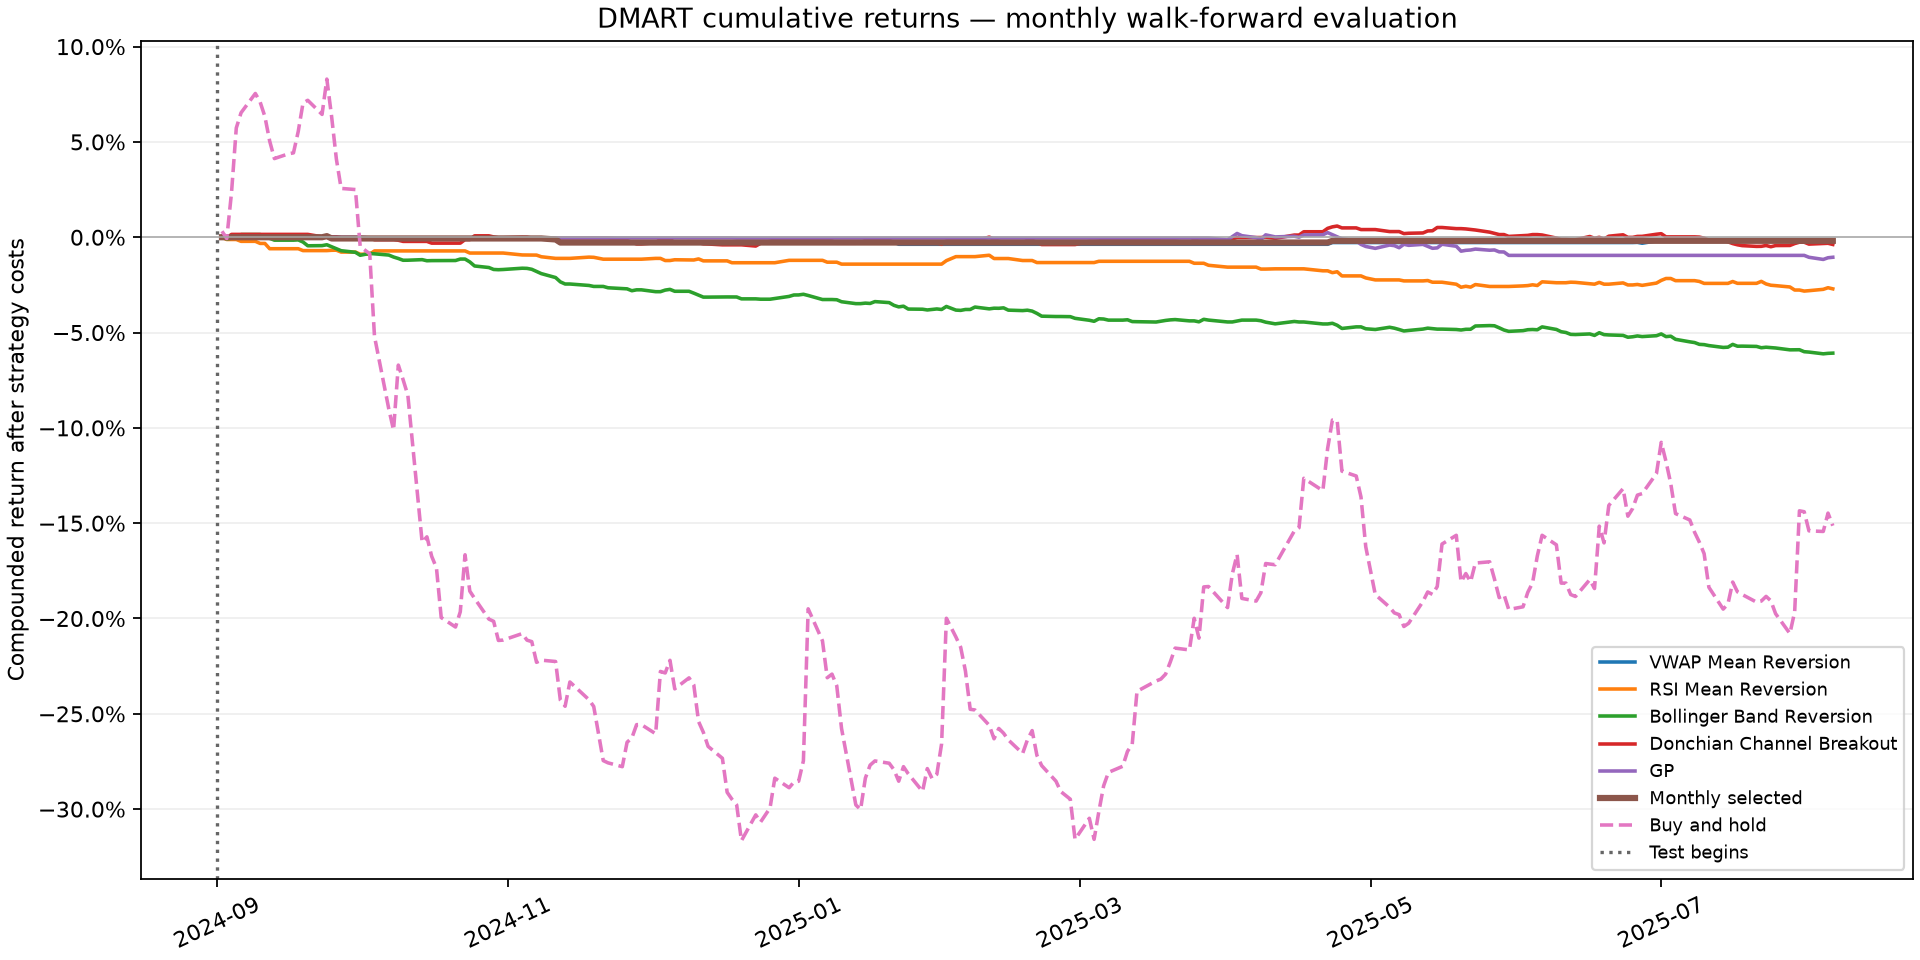 DMART cumulative returns — monthly walk-forward evaluation
Compounded return after strategy costs
10.0%
5.0%
0.0%
−5.0%
−10.0%
−15.0%
−20.0%
−25.0%
−30.0%
VWAP Mean Reversion
RSI Mean Reversion
Bollinger Band Reversion
Donchian Channel Breakout
GP
Monthly selected
Buy and hold
Test begins
2024-09
2024-11
2025-01
2025-03
2025-05
2025-07